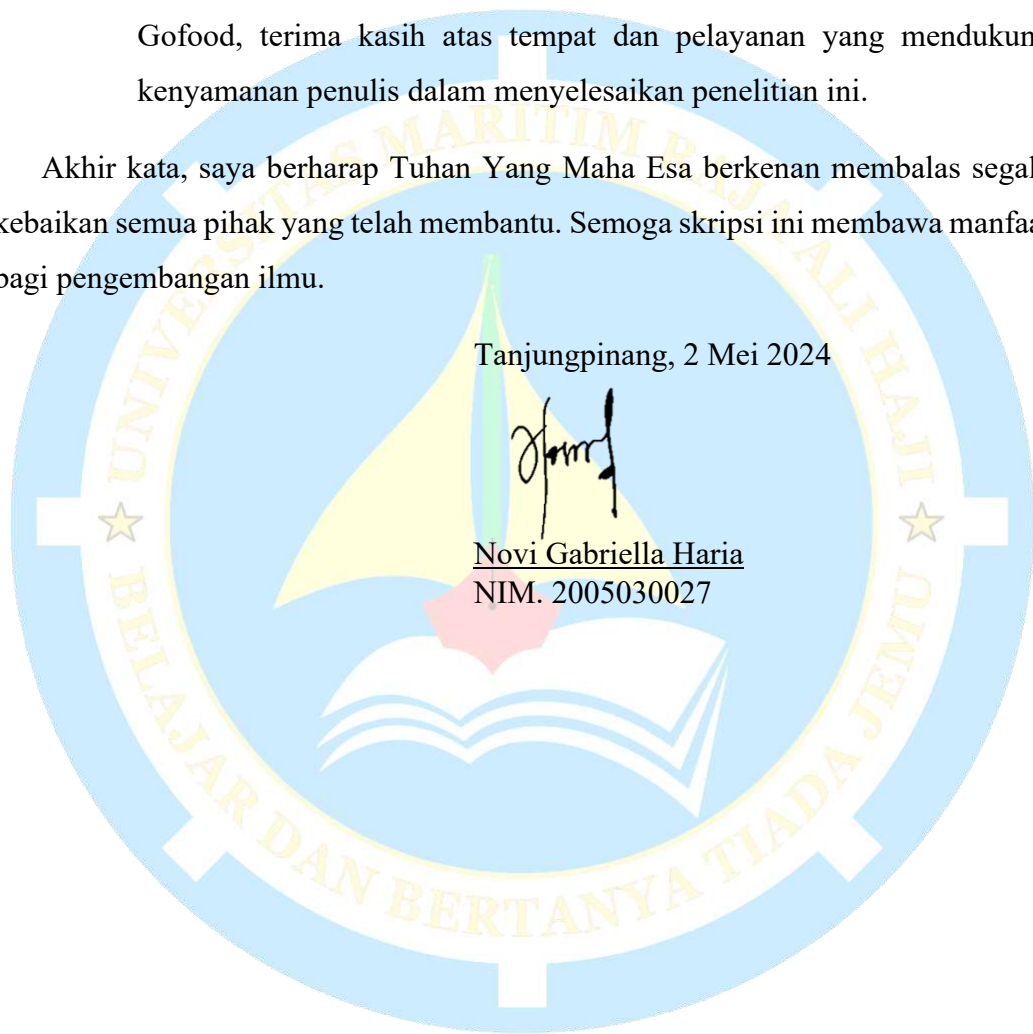 Gofood, terima kasih atas tempat dan pelayanan yang mendukun
kenyamanan penulis dalam menyelesaikan penelitian ini.
Akhir kata, saya berharap Tuhan Yang Maha Esa berkenan membalas segal
kebaikan semua pihak yang telah membantu. Semoga skripsi ini membawa manfaa
bagi pengembangan ilmu.
Tanjungpinang, 2 Mei 2024
Novi Gabriella Haria
NIM. 2005030027
UNIVERSITAS MARITIM RAJA ALI HAJI
BELAJAR DAN BERTANYA TIADA JEMU